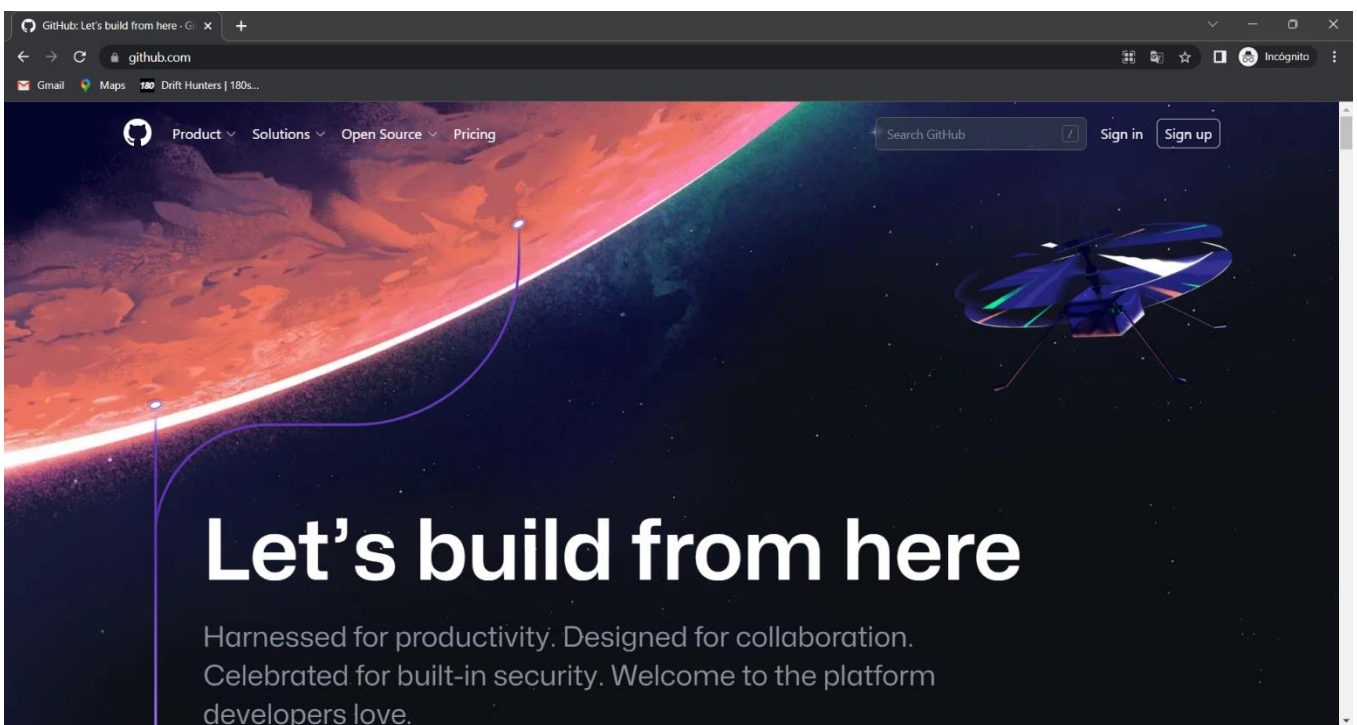 GitHub: Let's build from here · Gi
github.com
Incógnito
Gmail
Maps
180
Drift Hunters | 180s...
Product
Solutions
Open Source
Pricing
Search GitHub
/
Sign in
Sign up
Let's build from here
Harnessed for productivity. Designed for collaboration.
Celebrated for built-in security. Welcome to the platform
developers love.